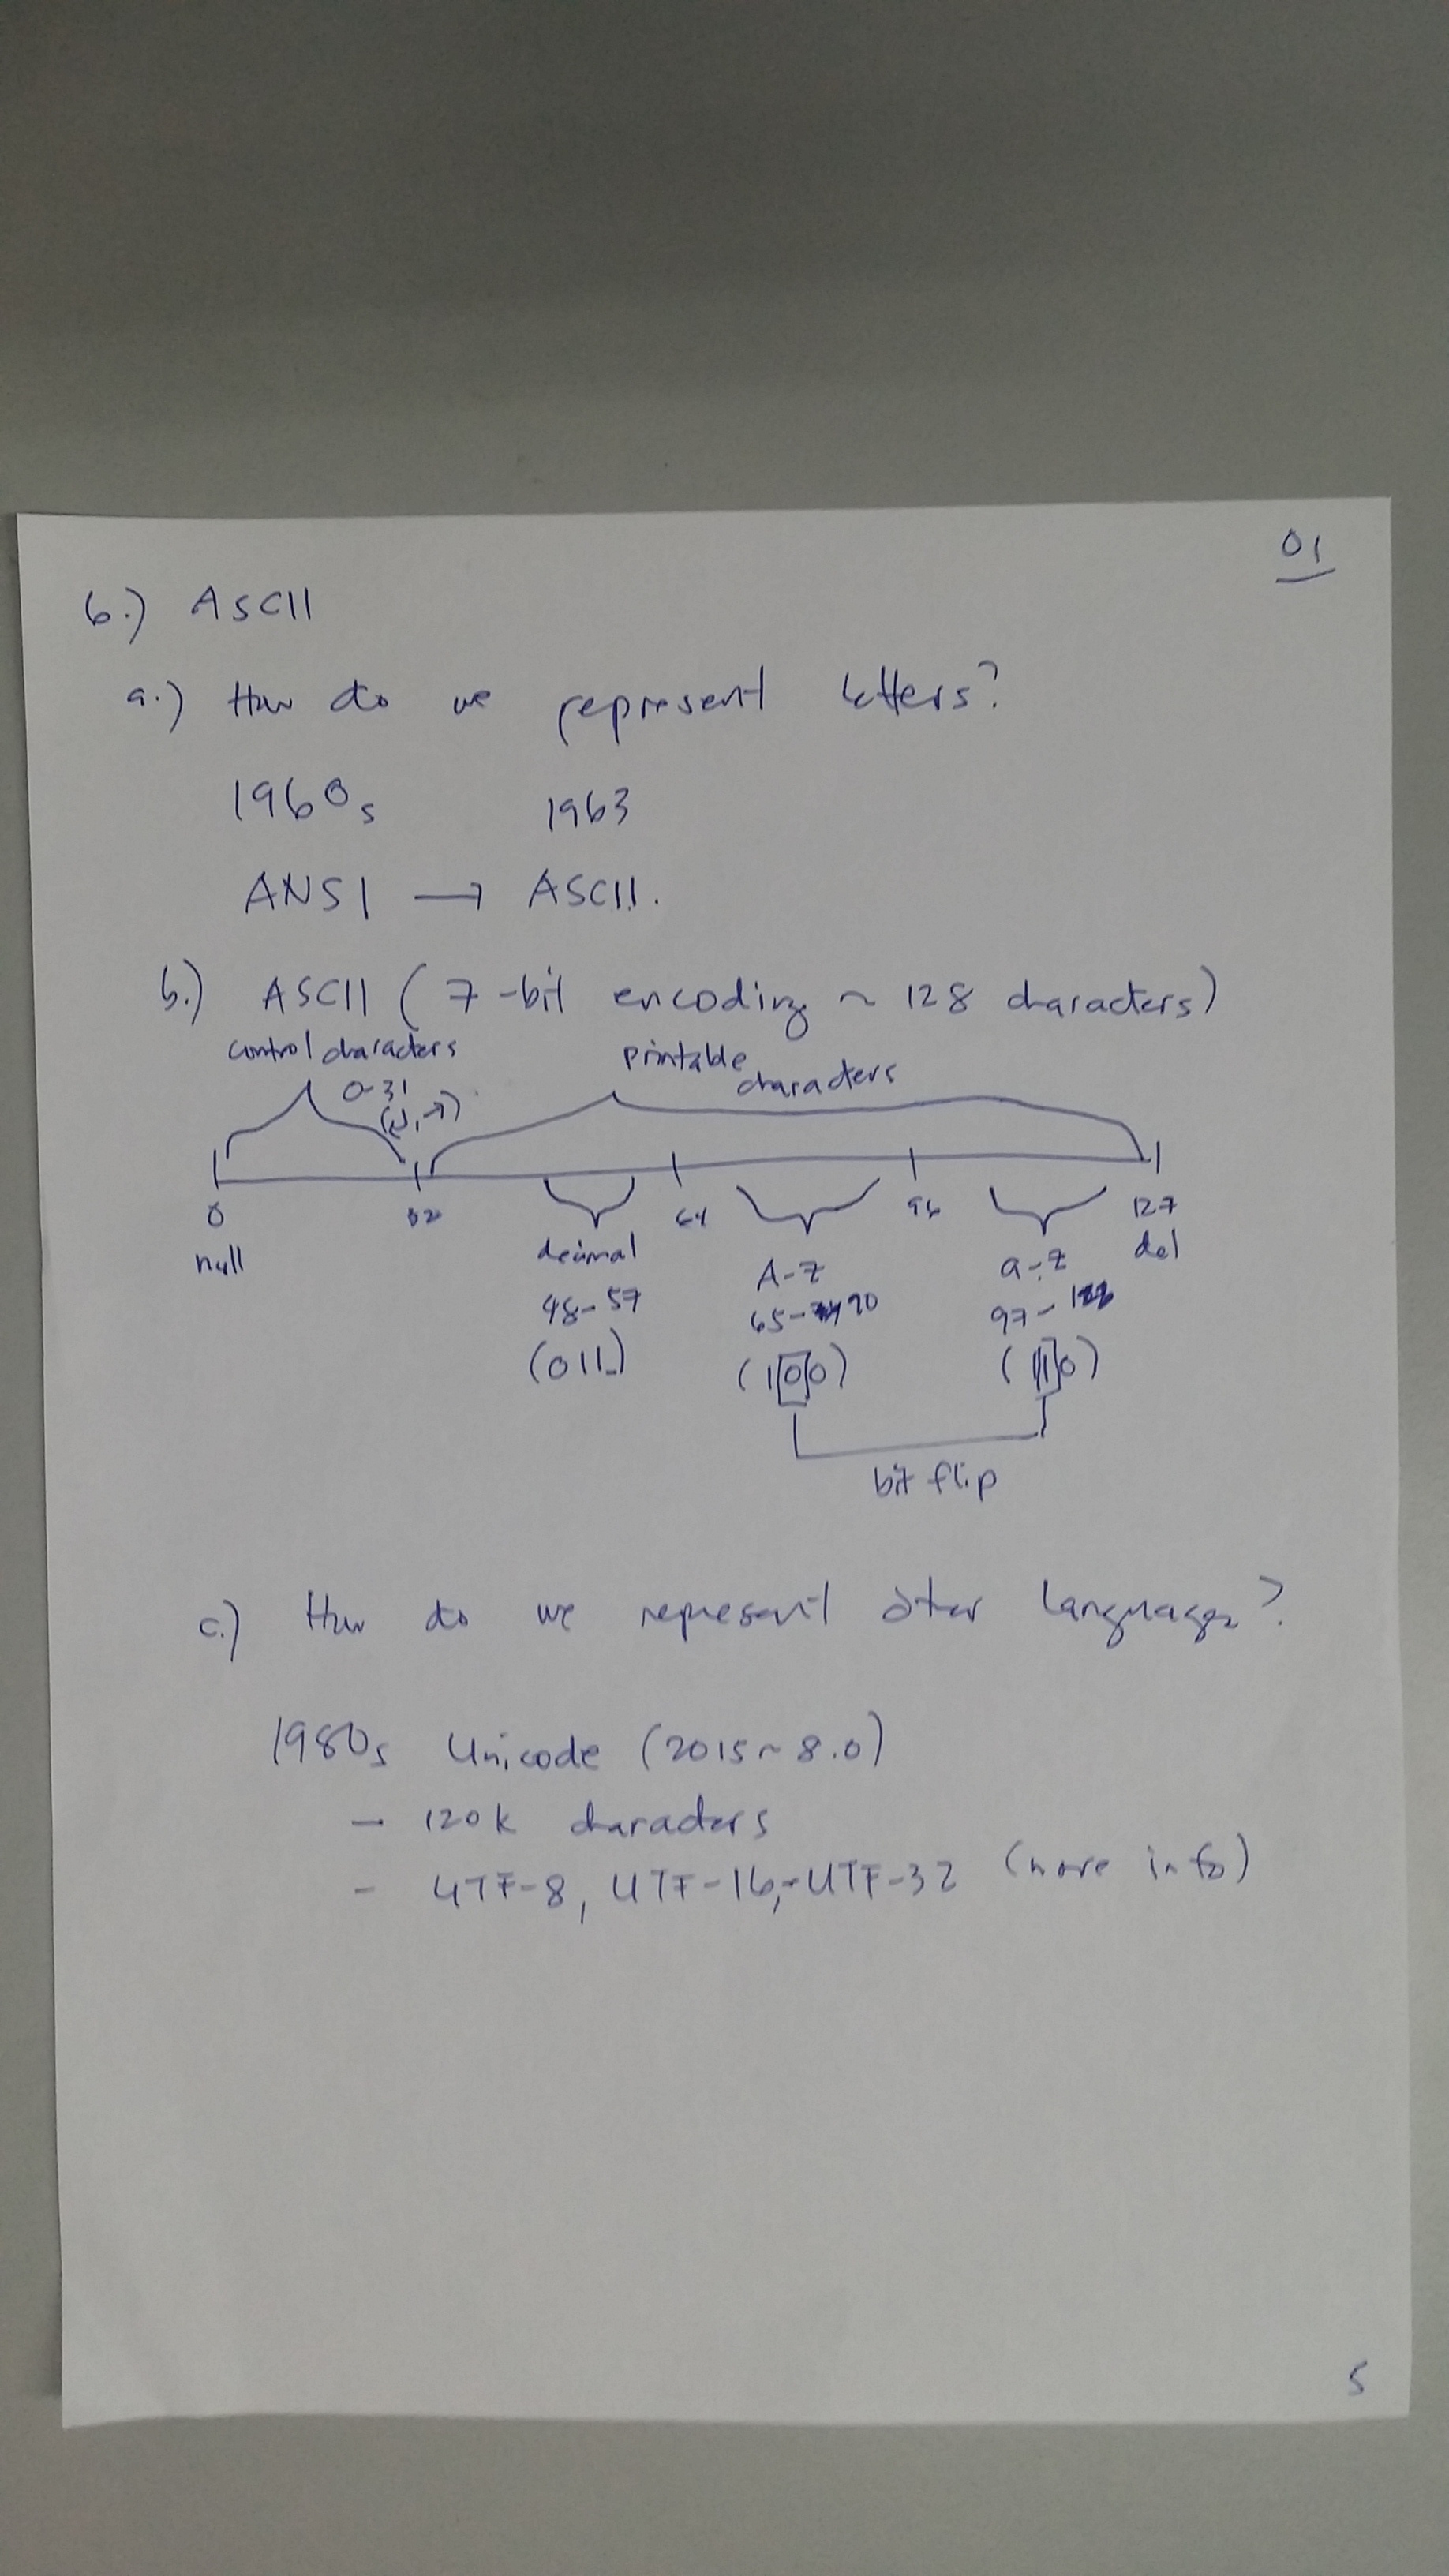 01
6.) ASCII
a.) How do we represent letters?
1960s 1963
ANSI → ASCII.
b.) ASCII (7-bit encoding ~ 128 characters)
control characters
printable characters
0-31
0 32 64 96 127
null decimal A-Z a-z del
48-57 65-90 97-122
(011) (100) (110)
bit flip
c.) How do we represent other languages?
1980s Unicode (2015 ~ 8.0)
- 120k characters
- UTF-8, UTF-16, UTF-32 (more info)
5